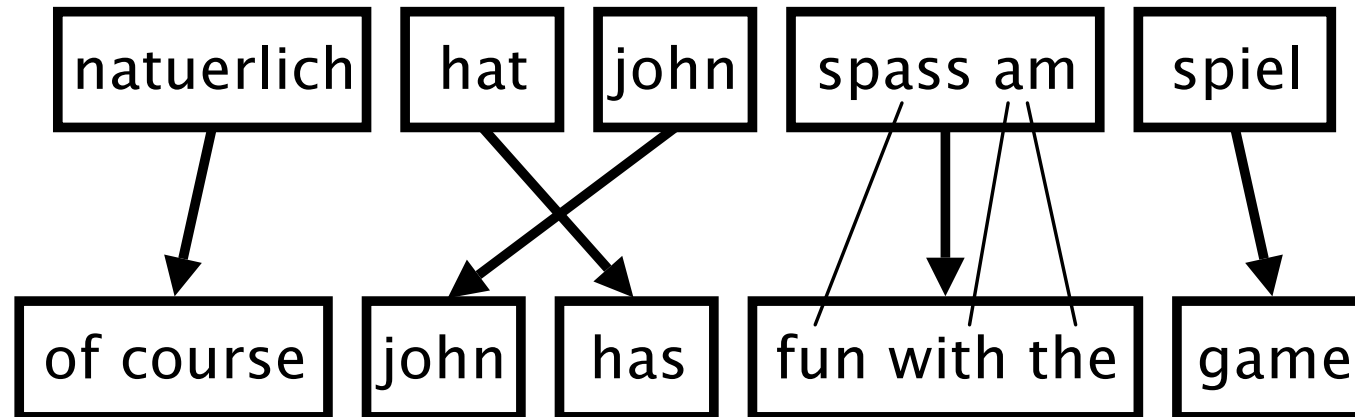 natuerlich hat john spass am spiel
of course john has fun with the game